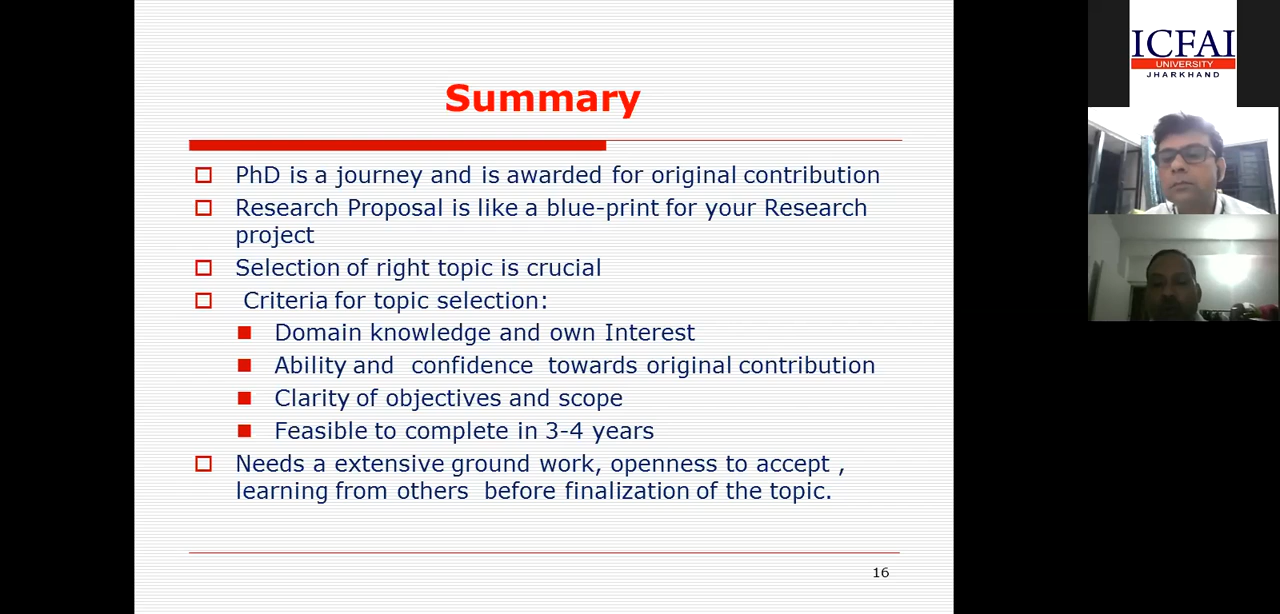 Summary
PhD is a journey and is awarded for original contribution
Research Proposal is like a blue-print for your Research
project
Selection of right topic is crucial
Criteria for topic selection:
Domain knowledge and own Interest
Ability and confidence towards original contribution
Clarity of objectives and scope
Feasible to complete in 3-4 years
Needs a extensive ground work, openness to accept ,
learning from others before finalization of the topic.
16
ICFAI
UNIVERSITY
JHARKHAND